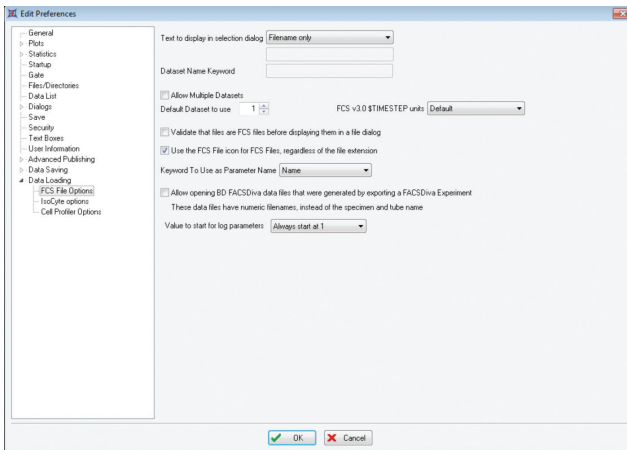 Edit Preferences
General
Plots
Statistics
Startup
Gate
Files/Directories
Data List
Dialogs
Save
Security
Text Boxes
User Information
Advanced Publishing
Data Saving
Data Loading
FCS File Options
IsoCyte options
Cell Profiler Options
Text to display in selection dialog Filename only
Dataset Name Keyword
Allow Multiple Datasets
Default Dataset to use 1 FCS v3.0 $TIMESTEP units Default
Validate that files are FCS files before displaying them in a file dialog
Use the FCS File icon for FCS Files, regardless of the file extension
Keyword To Use as Parameter Name Name
Allow opening BD FACSDiva data files that were generated by exporting a FACSDiva Experiment
These data files have numeric filenames, instead of the specimen and tube name
Value to start for log parameters Always start at 1
OK Cancel